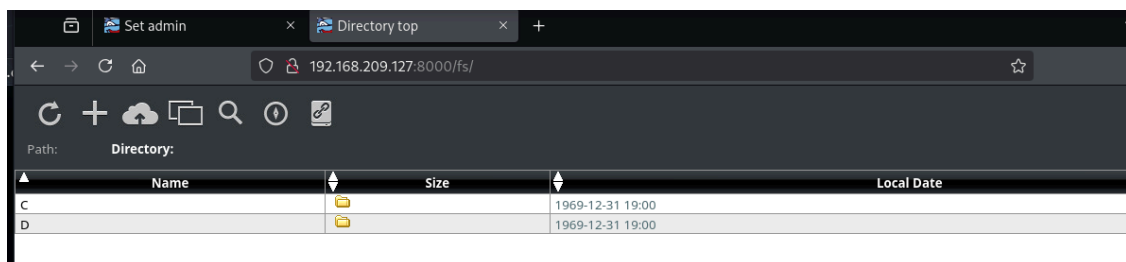 Set admin × Directory top × +
192.168.209.127:8000/fs/
Path: Directory:
Name Size Local Date
C 1969-12-31 19:00
D 1969-12-31 19:00